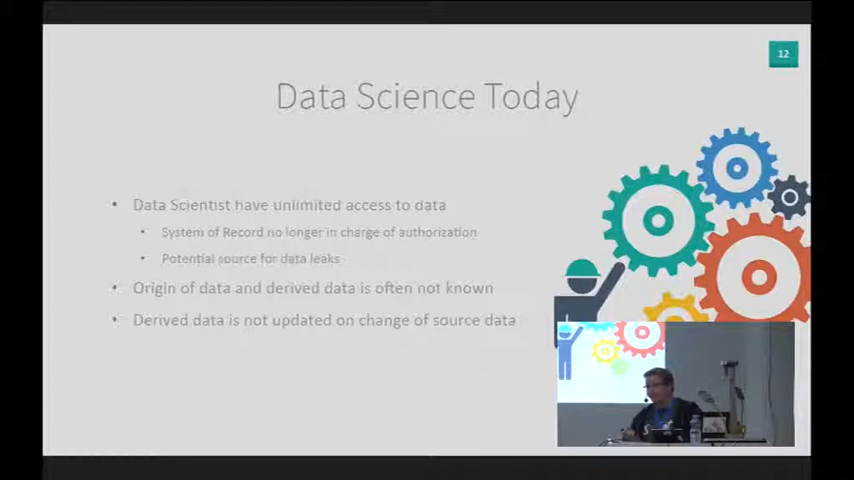 12
Data Science Today
• Data Scientist have unlimited access to data
• System of Record no longer in charge of authorization
• Potential source for data leaks
• Origin of data and derived data is often not known
• Derived data is not updated on change of source data